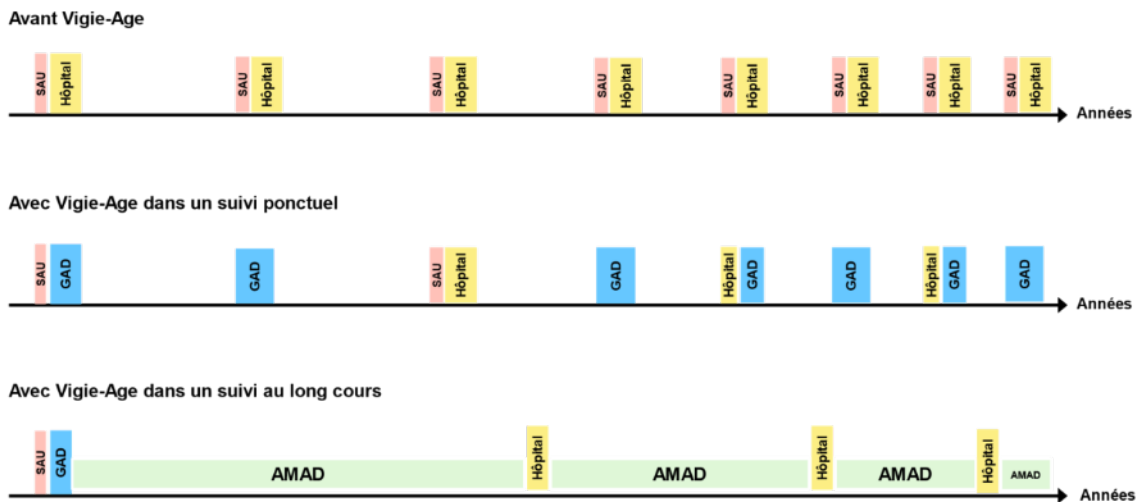 Avant Vigie-Age
SAU Hôpital SAU Hôpital SAU Hôpital SAU Hôpital SAU Hôpital SAU Hôpital SAU Hôpital SAU Hôpital
Années
Avec Vigie-Age dans un suivi ponctuel
SAU GAD GAD SAU Hôpital GAD Hôpital GAD GAD Hôpital GAD GAD
Années
Avec Vigie-Age dans un suivi au long cours
SAU GAD AMAD Hôpital AMAD Hôpital AMAD Hôpital AMAD
Années